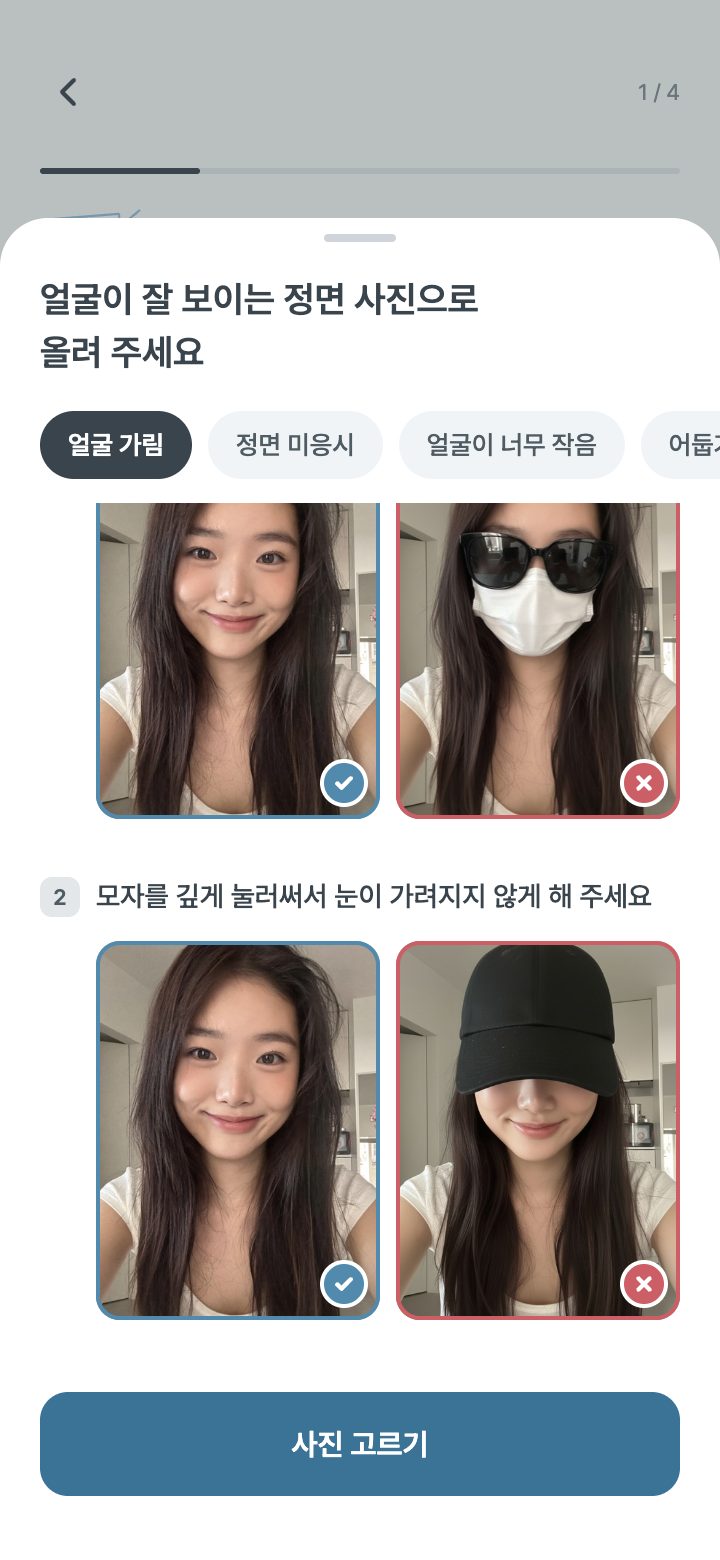 1 / 4
얼굴이 잘 보이는 정면 사진으로
올려 주세요
얼굴 가림
정면 미응시
얼굴이 너무 작음
2 모자를 깊게 눌러써서 눈이 가려지지 않게 해 주세요
사진 고르기